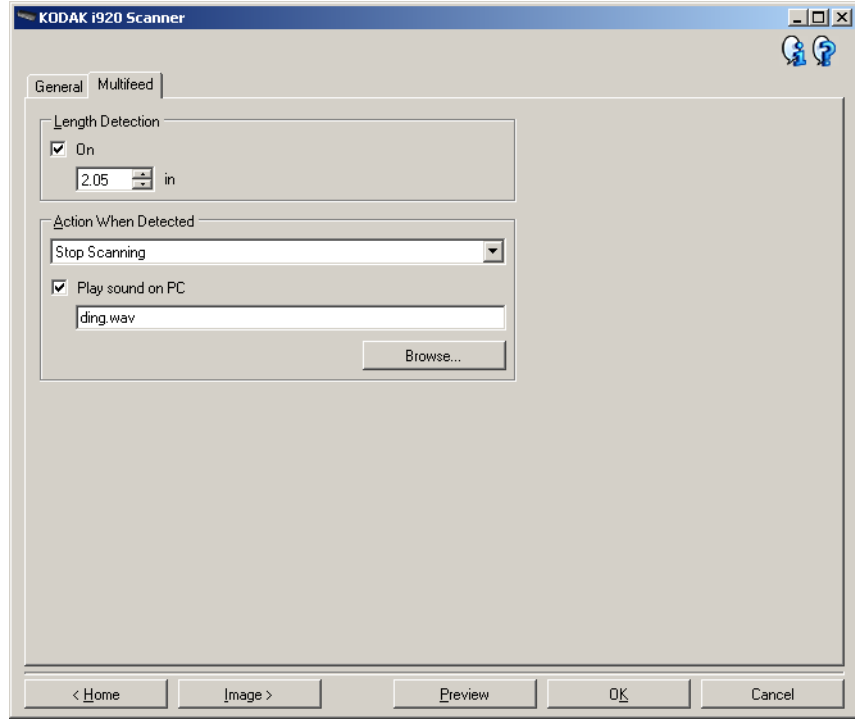 KODAK i920 Scanner
General Multifeed
Length Detection
On
2.05 in
Action When Detected
Stop Scanning
Play sound on PC
ding.wav
Browse...
< Home Image > Preview OK Cancel